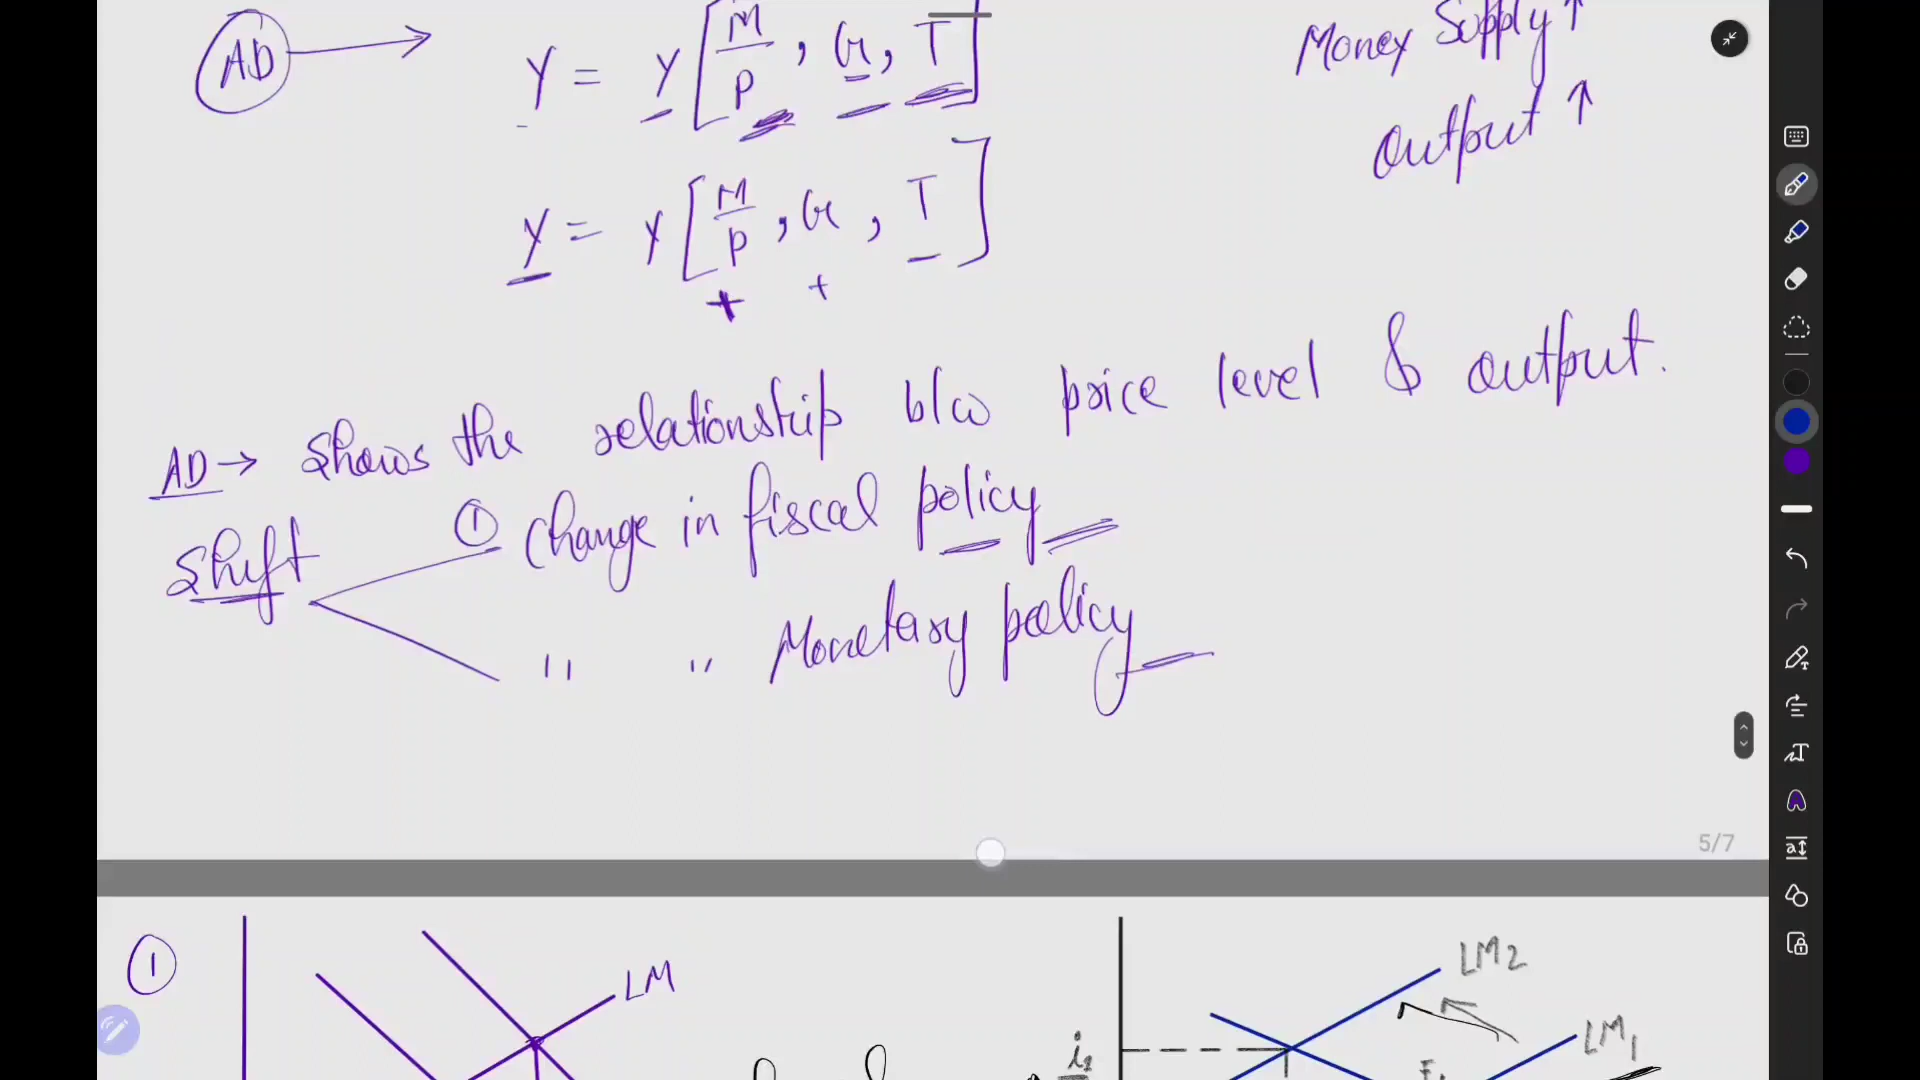 AD → Y = Y [M/P, G, T]
Money Supply ↑
Output ↑
Y = Y [M/P, G, T]
+ +
AD → Shows the relationship b/w price level & output.
Shift ① Change in fiscal policy
" " Monetary policy
5/7
① LM
LM2
LM1